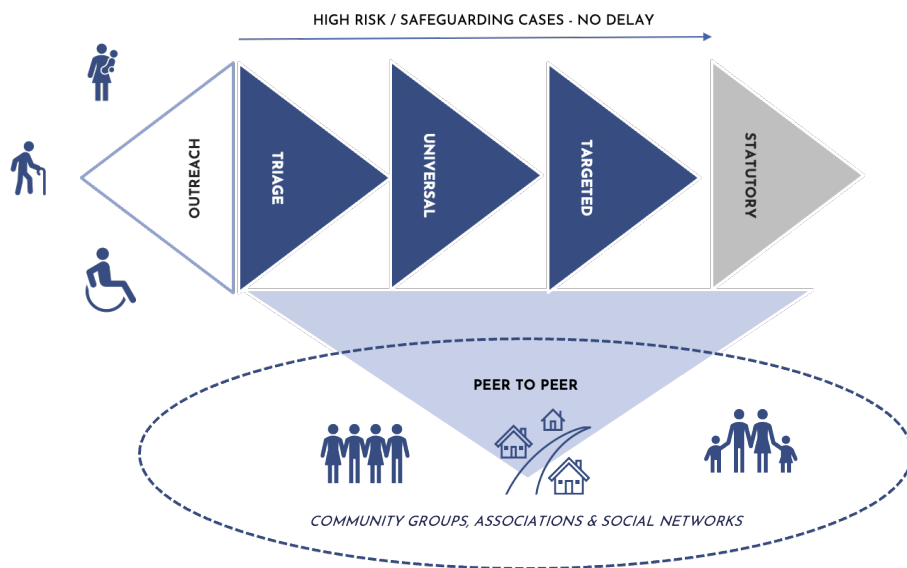 HIGH RISK / SAFEGUARDING CASES - NO DELAY
OUTREACH
TRIAGE
UNIVERSAL
TARGETED
STATUTORY
PEER TO PEER
COMMUNITY GROUPS, ASSOCIATIONS & SOCIAL NETWORKS